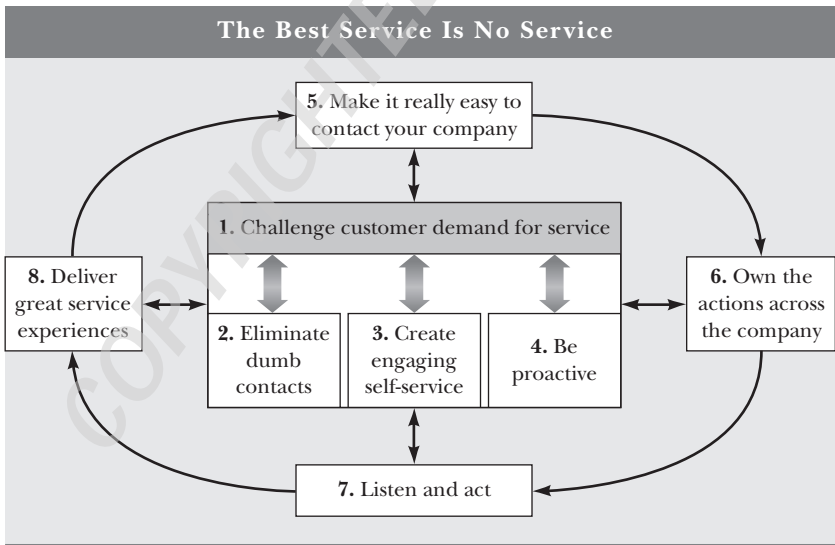 The Best Service Is No Service
5. Make it really easy to
contact your company
1. Challenge customer demand for service
8. Deliver
great service
experiences
2. Eliminate
dumb
contacts
3. Create
engaging
self-service
4. Be
proactive
6. Own the
actions across
the company
7. Listen and act
COPYRIGHTED